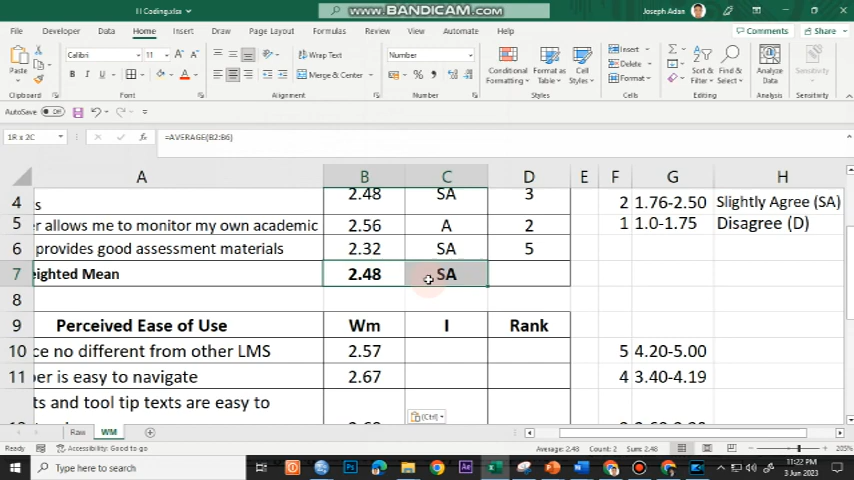 I I Coding.xlsx
www.BANDICAM.com
Joseph Adan
File Developer Home Insert Draw Page Layout Formulas Data Review View Automate Help
Comments Share
Paste
Calibri 11
B I U
Wrap Text
Merge & Center
Number
Conditional Formatting
Format as Table
Cell Styles
Insert
Delete
Format
Sort & Filter
Find & Select
Analyze Data
Sensitivity
Clipboard Font Alignment Number Styles Cells Editing Analysis Sensitivity
AutoSave Off
1R x 2C fx =AVERAGE(B2:B6)
A B C D E F G H
4 s 2.48 SA 3 2 1.76-2.50 Slightly Agree (SA)
5 er allows me to monitor my own academic 2.56 A 2 1 1.0-1.75 Disagree (D)
6 provides good assessment materials 2.32 SA 5
7 eighted Mean 2.48 SA
8
9 Perceived Ease of Use Wm I Rank
10 ce no different from other LMS 2.57 5 4.20-5.00
11 per is easy to navigate 2.67 4 3.40-4.19
ts and tool tip texts are easy to
(Ctrl)
Raw WM
Ready Accessibility: Good to go Average: 2.48 Count: 2 Sum: 2.48 205%
Type here to search
11:22 PM
3 Jun 2023